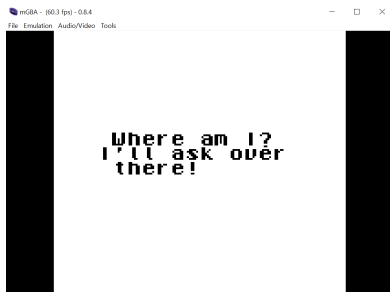 mGBA - (60.3 fps) - 0.8.4
File Emulation Audio/Video Tools
Where am I?
I'll ask over
there!